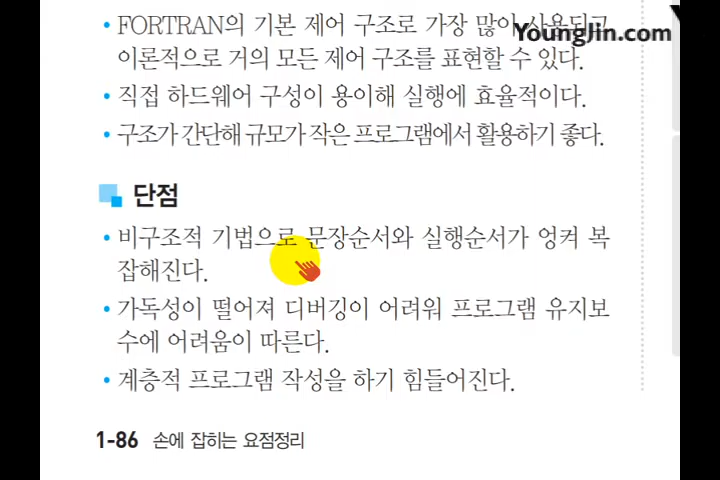 • FORTRAN의 기본 제어 구조로 가장 많이 사용되고
이론적으로 거의 모든 제어 구조를 표현할 수 있다.
• 직접 하드웨어 구성이 용이해 실행에 효율적이다.
• 구조가 간단해 규모가 작은 프로그램에서 활용하기 좋다.
단점
• 비구조적 기법으로 문장순서와 실행순서가 엉켜 복
잡해진다.
• 가독성이 떨어져 디버깅이 어려워 프로그램 유지보
수에 어려움이 따른다.
• 계층적 프로그램 작성을 하기 힘들어진다.
1-86 손에 잡히는 요점정리
YoungJin.com